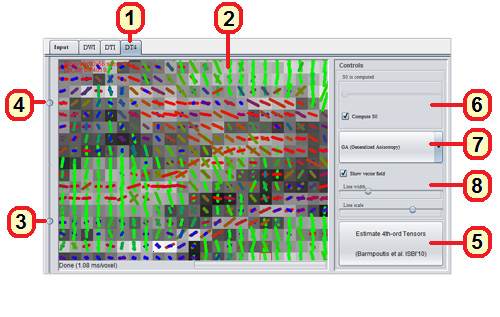 1
2
Input DWI DTI DT4
Controls
S0 is computed
4
6
Compute S0
7
GA (Generalized Anisotropy)
Show vector field
8
Line width
Line scale
3
Estimate 4th-ord Tensors
5
(Barmpoutis et al. ISBI'10)
Done (1.08 ms/voxel)